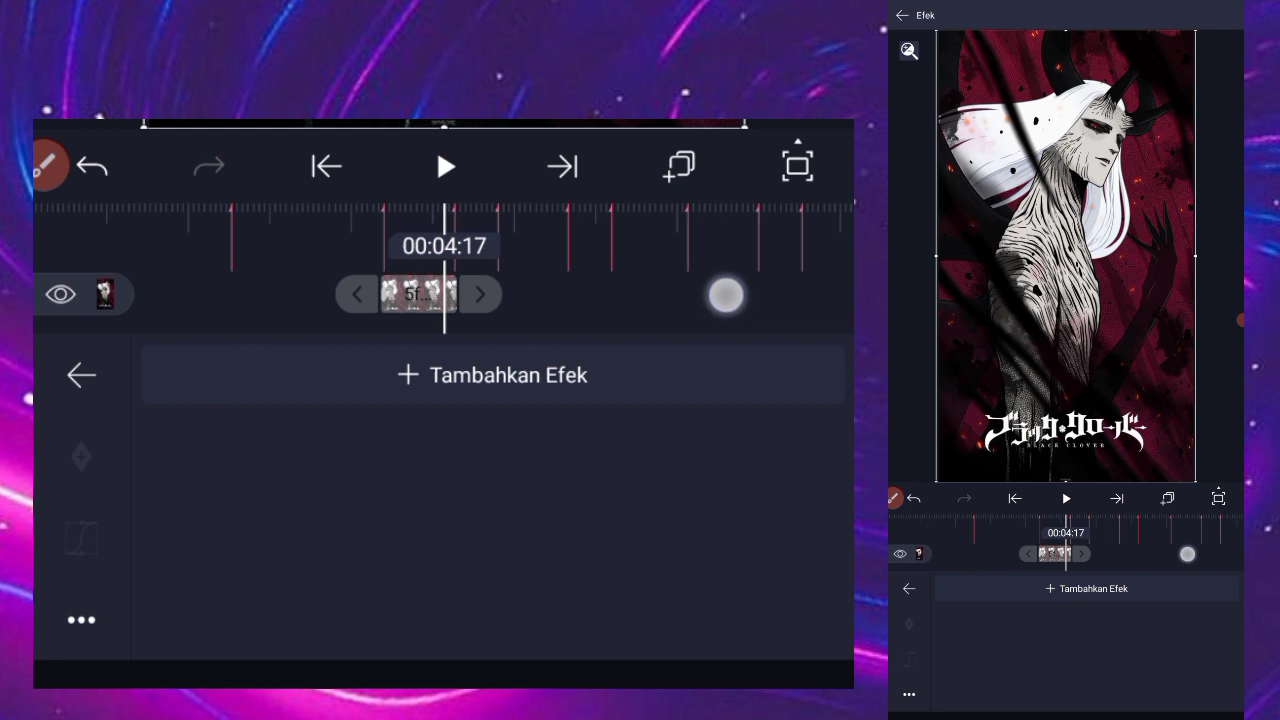 00:04:17
5f...
+ Tambahkan Efek
Efek
ブラック・クローバー
BLACK CLOVER
00:04:17
+ Tambahkan Efek